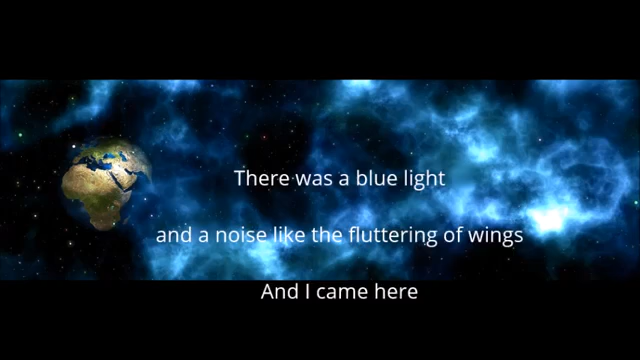 There was a blue light
and a noise like the fluttering of wings
And I came here